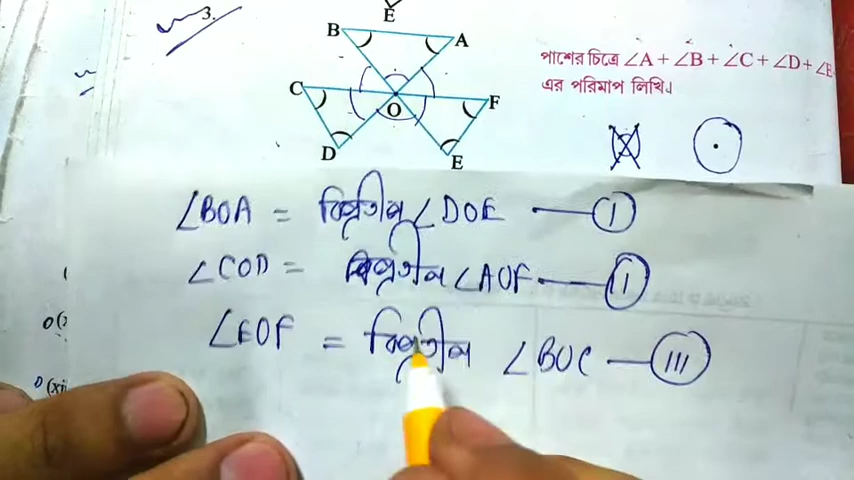 E
3.
B
A
পাশের চিত্রে ∠A + ∠B + ∠C + ∠D + ∠E
এর পরিমাপ লিখি।
C
F
O
D
E
∠BOA = বিপ্রতীপ ∠DOE — I
∠COD = বিপ্রতীপ ∠AOF — II
∠EOF = বিপ্রতীপ ∠BOC — III